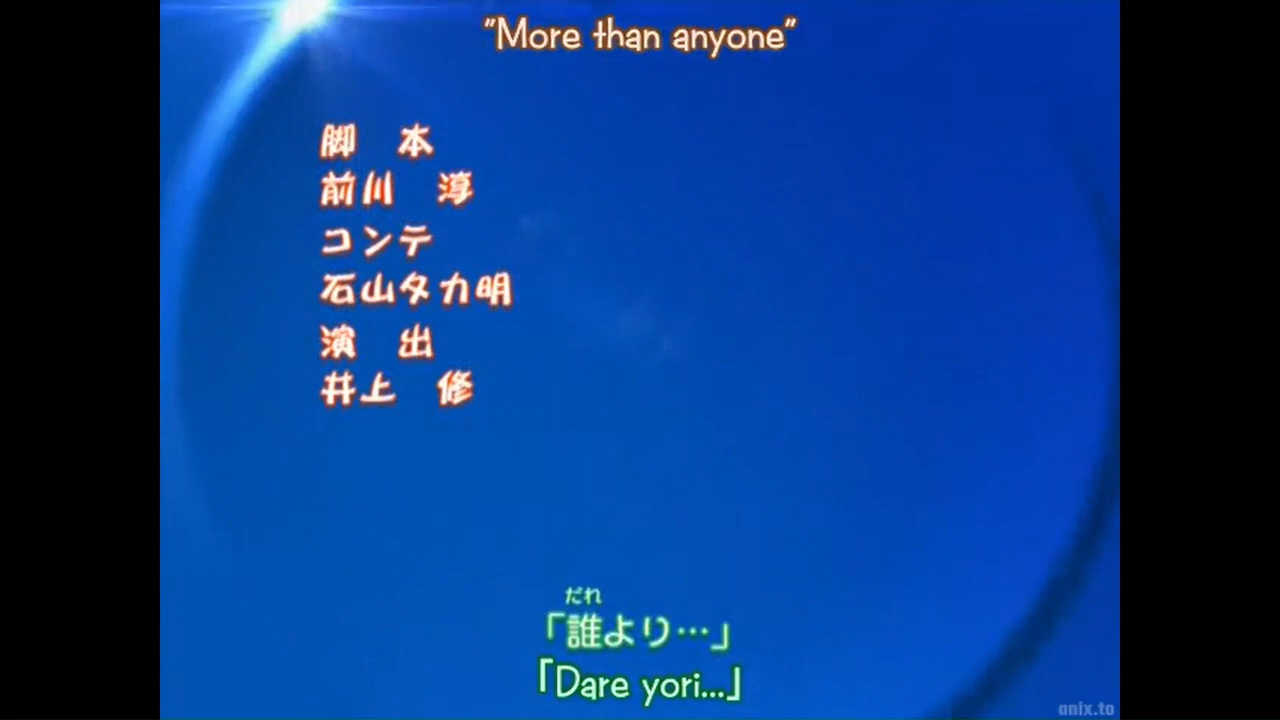 "More than anyone"
脚　本
前川　淳
コンテ
石山タカ明
演　出
井上　修
だれ
「誰より…」
「Dare yori...」
anix.to